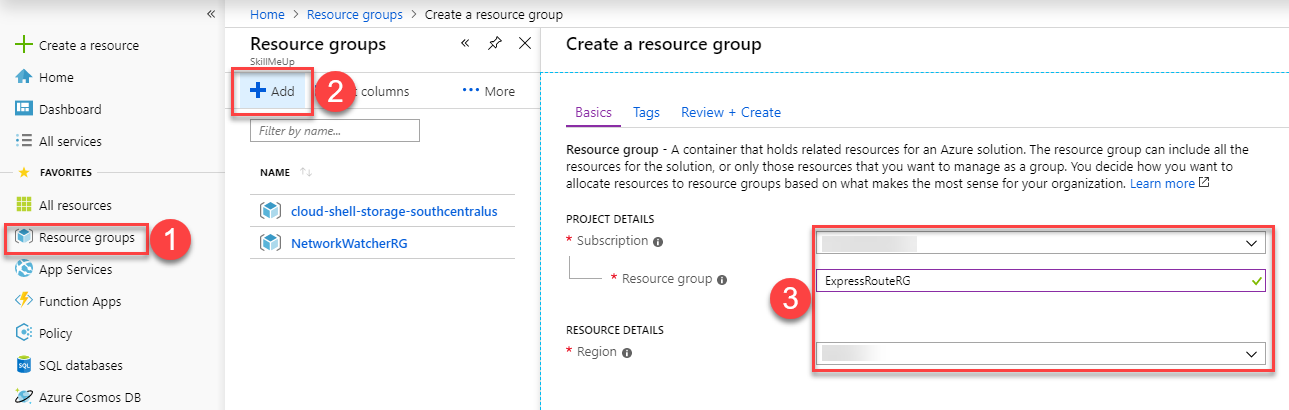 «
Create a resource
Home
Dashboard
All services
FAVORITES
All resources
Resource groups
1
App Services
Function Apps
Policy
SQL databases
SQL
Azure Cosmos DB
Home > Resource groups > Create a resource group
Resource groups «
SkillMeUp
+ Add
2
columns
••• More
Filter by name...
NAME ↑↓
cloud-shell-storage-southcentralus
NetworkWatcherRG
Create a resource group
Basics Tags Review + Create
Resource group - A container that holds related resources for an Azure solution. The resource group can include all the
resources for the solution, or only those resources that you want to manage as a group. You decide how you want to
allocate resources to resource groups based on what makes the most sense for your organization. Learn more
PROJECT DETAILS
* Subscription
* Resource group
ExpressRouteRG
3
RESOURCE DETAILS
* Region